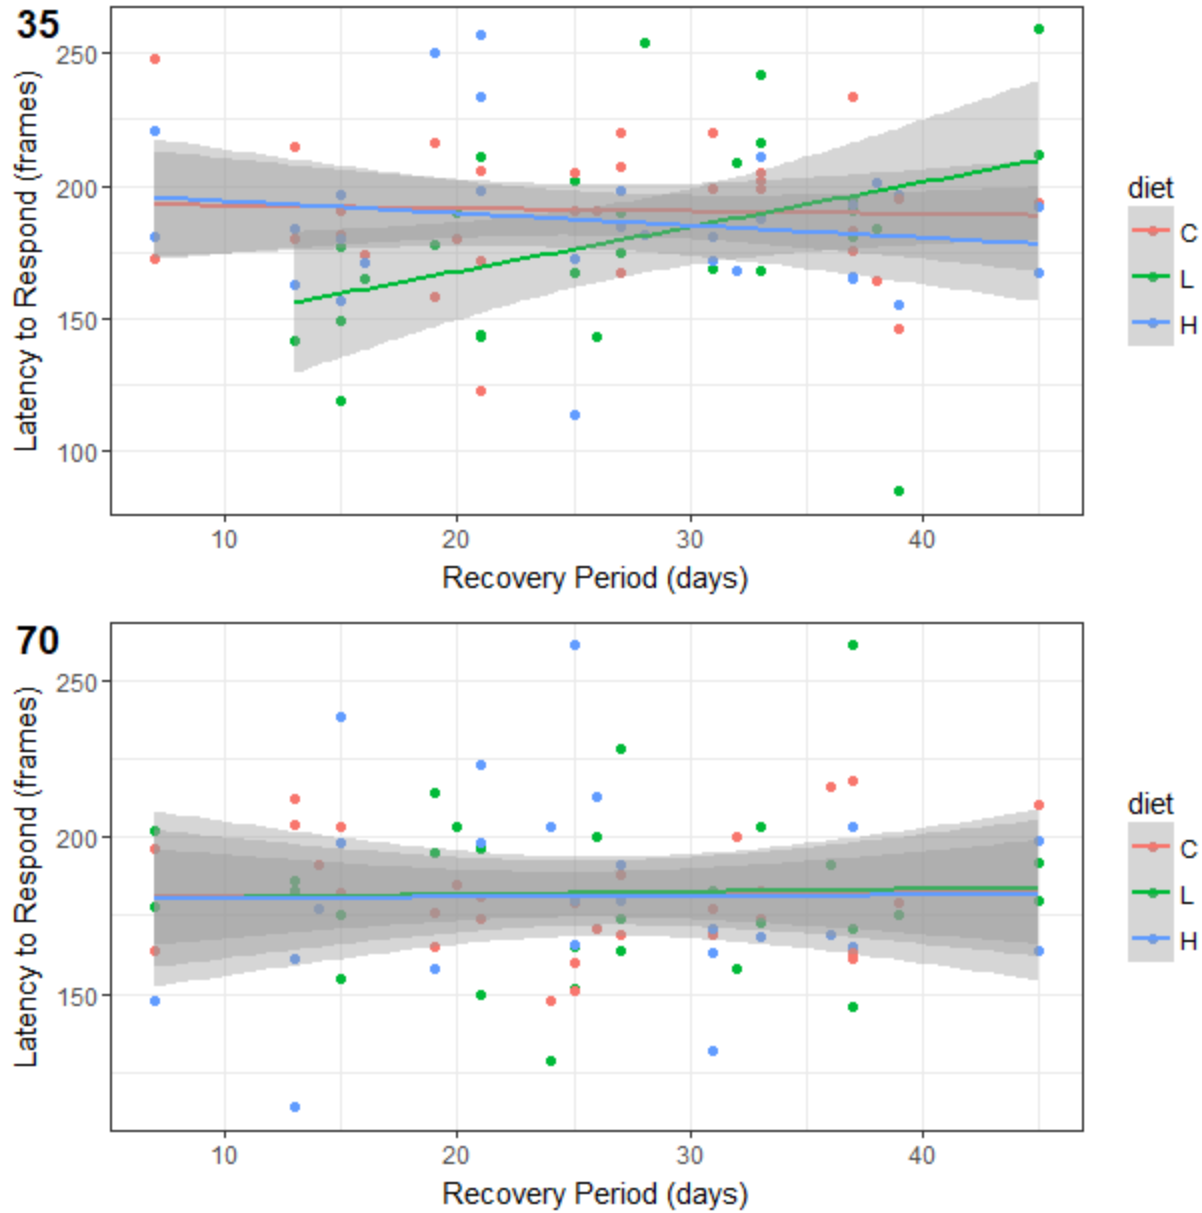 35
250
200
150
100
Latency to Respond (frames)
10 20 30 40
Recovery Period (days)
diet
C
L
H
70
250
200
150
Latency to Respond (frames)
10 20 30 40
Recovery Period (days)
diet
C
L
H